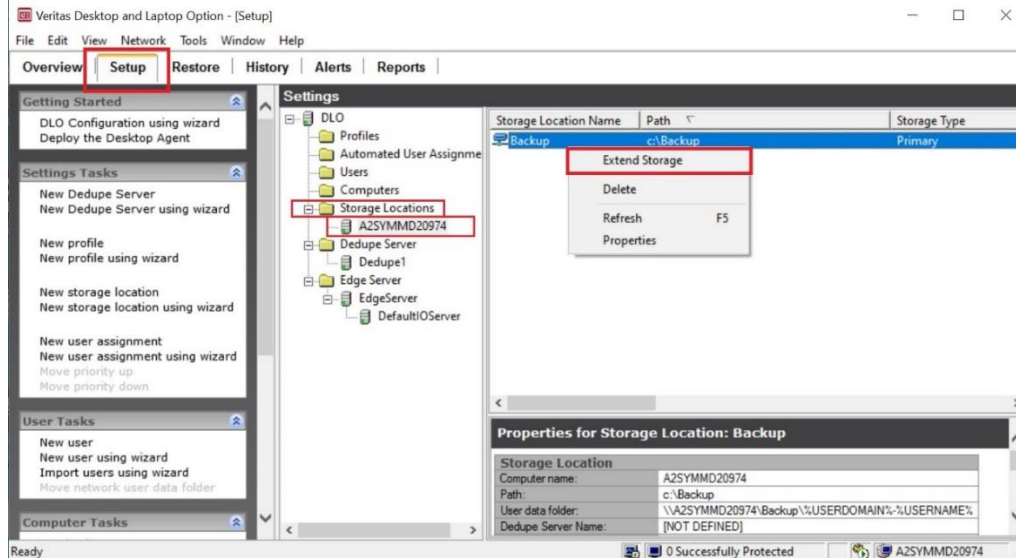 Veritas Desktop and Laptop Option - [Setup]
File Edit View Network Tools Window Help
Overview Setup Restore History Alerts Reports
Getting Started
DLO Configuration using wizard
Deploy the Desktop Agent
Settings Tasks
New Dedupe Server
New Dedupe Server using wizard
New profile
New profile using wizard
New storage location
New storage location using wizard
New user assignment
New user assignment using wizard
Move priority up
Move priority down
User Tasks
New user
New user using wizard
Import users using wizard
Move network user data folder
Computer Tasks
Settings
DLO
Profiles
Automated User Assignme
Users
Computers
Storage Locations
A2SYMMD20974
Dedupe Server
Dedupe1
Edge Server
EdgeServer
DefaultIOServer
Storage Location Name Path Storage Type
Backup c:\Backup Primary
Extend Storage
Delete
Refresh F5
Properties
Properties for Storage Location: Backup
Storage Location
Computer name: A2SYMMD20974
Path: c:\Backup
User data folder: \\A2SYMMD20974\Backup\%USERDOMAIN%-%USERNAME%
Dedupe Server Name: [NOT DEFINED]
Ready 0 Successfully Protected A2SYMMD20974